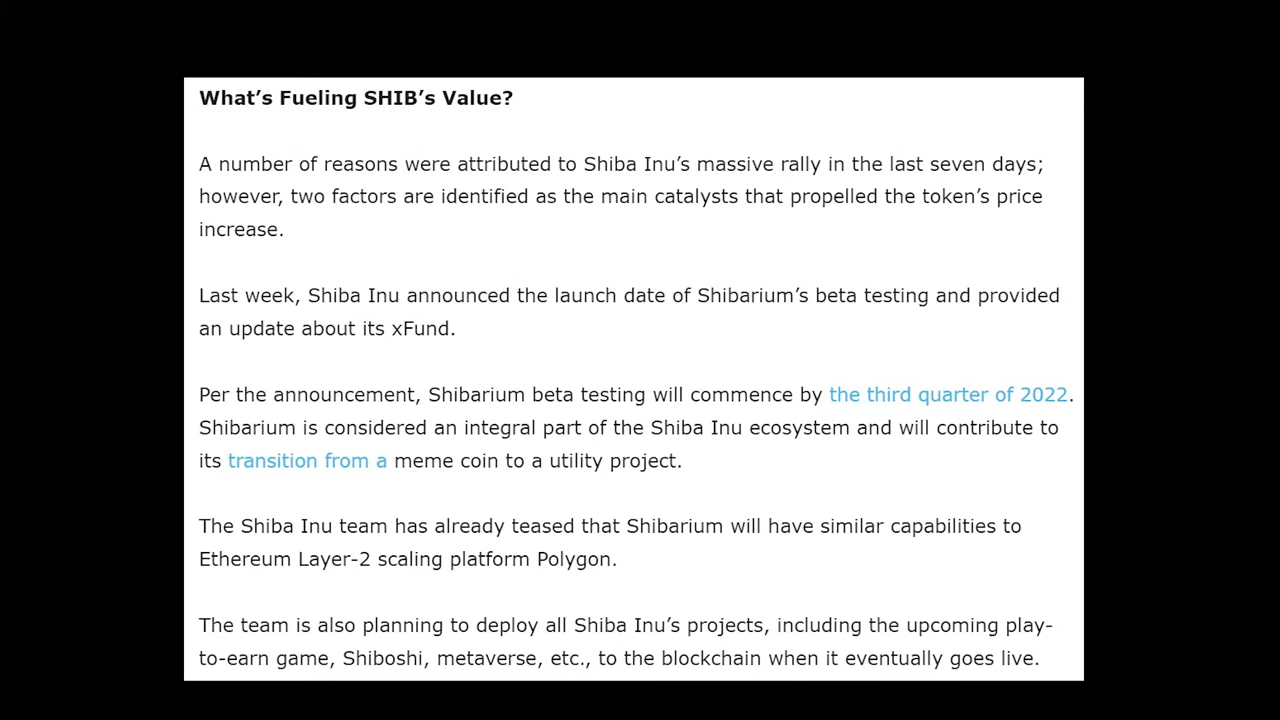 What’s Fueling SHIB’s Value?
A number of reasons were attributed to Shiba Inu’s massive rally in the last seven days;
however, two factors are identified as the main catalysts that propelled the token’s price
increase.
Last week, Shiba Inu announced the launch date of Shibarium’s beta testing and provided
an update about its xFund.
Per the announcement, Shibarium beta testing will commence by the third quarter of 2022.
Shibarium is considered an integral part of the Shiba Inu ecosystem and will contribute to
its transition from a meme coin to a utility project.
The Shiba Inu team has already teased that Shibarium will have similar capabilities to
Ethereum Layer-2 scaling platform Polygon.
The team is also planning to deploy all Shiba Inu’s projects, including the upcoming play-
to-earn game, Shiboshi, metaverse, etc., to the blockchain when it eventually goes live.